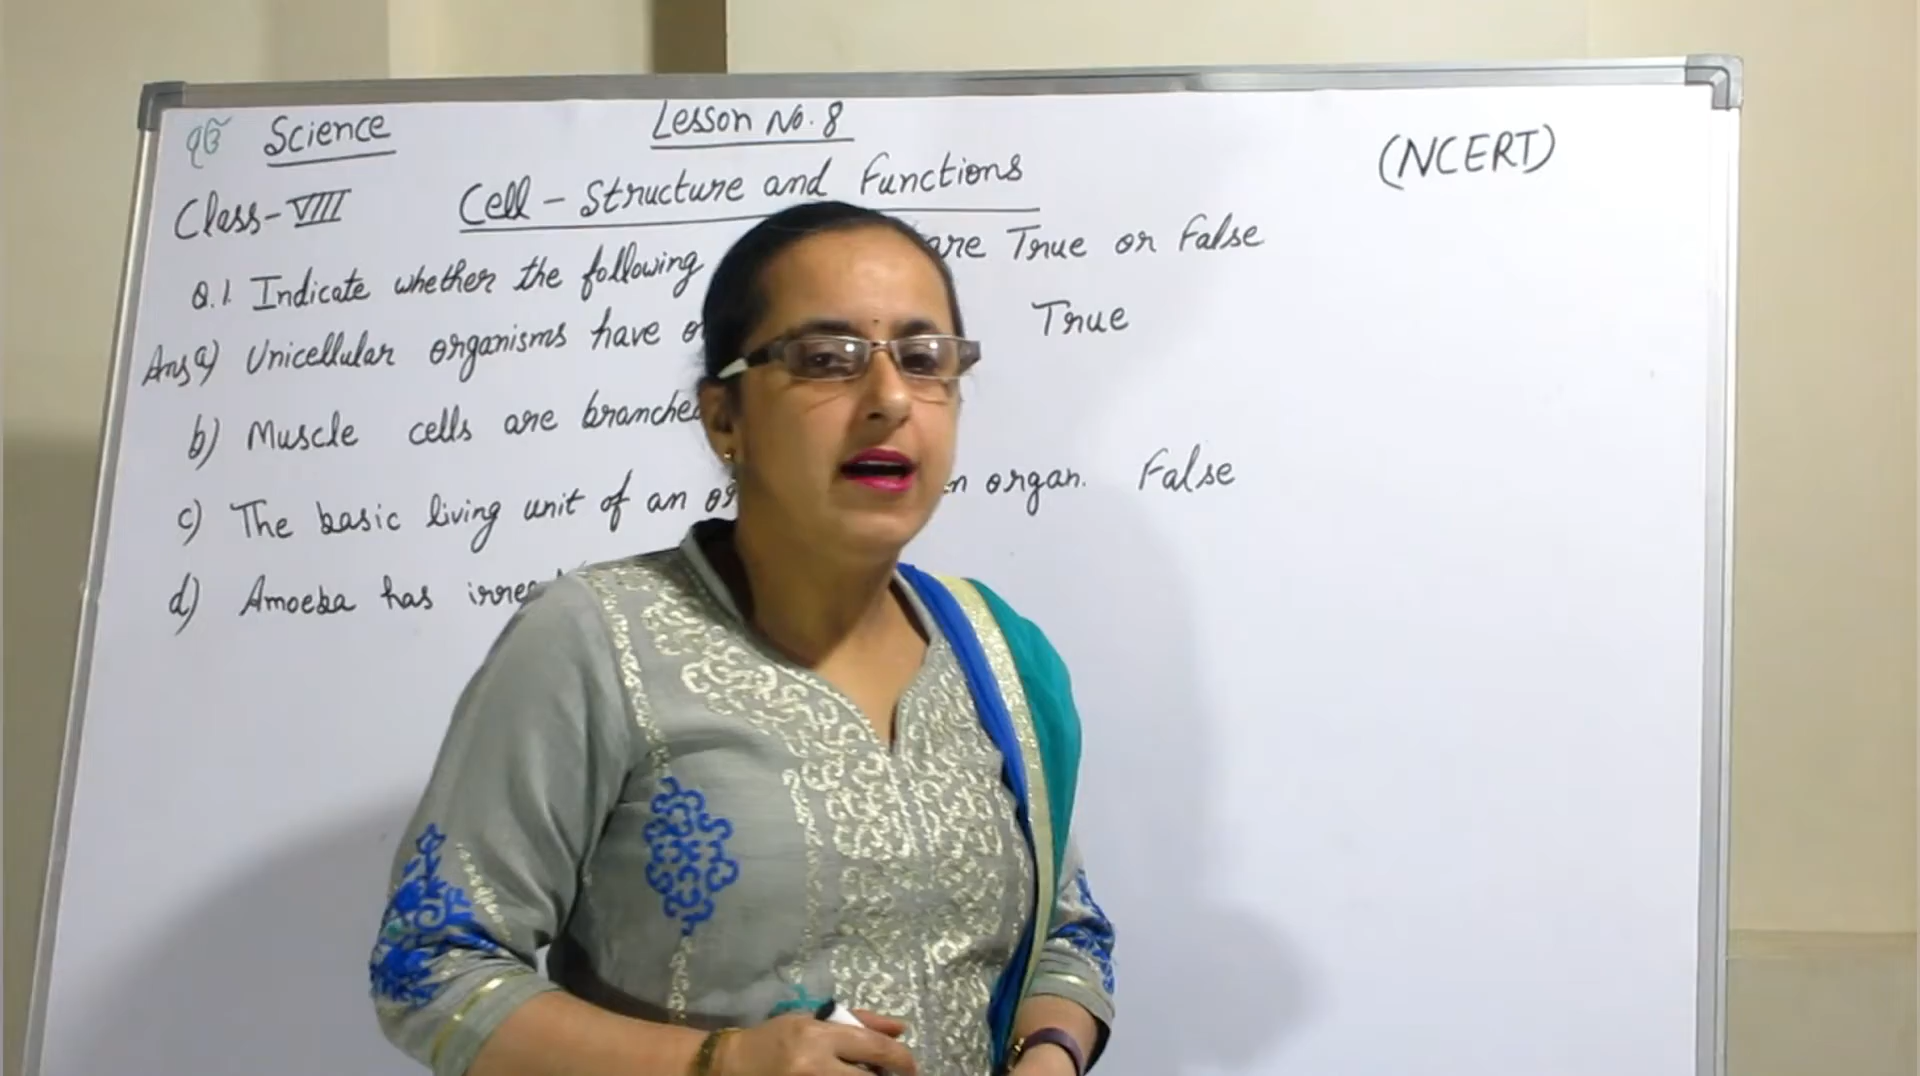 ੴ Science Lesson No. 8 (NCERT)
Class-VIII Cell - Structure and Functions
Q.1. Indicate whether the following are True or False
Ans a) Unicellular organisms have True
b) Muscle cells are branched
c) The basic living unit of an organ. False
d) Amoeba has